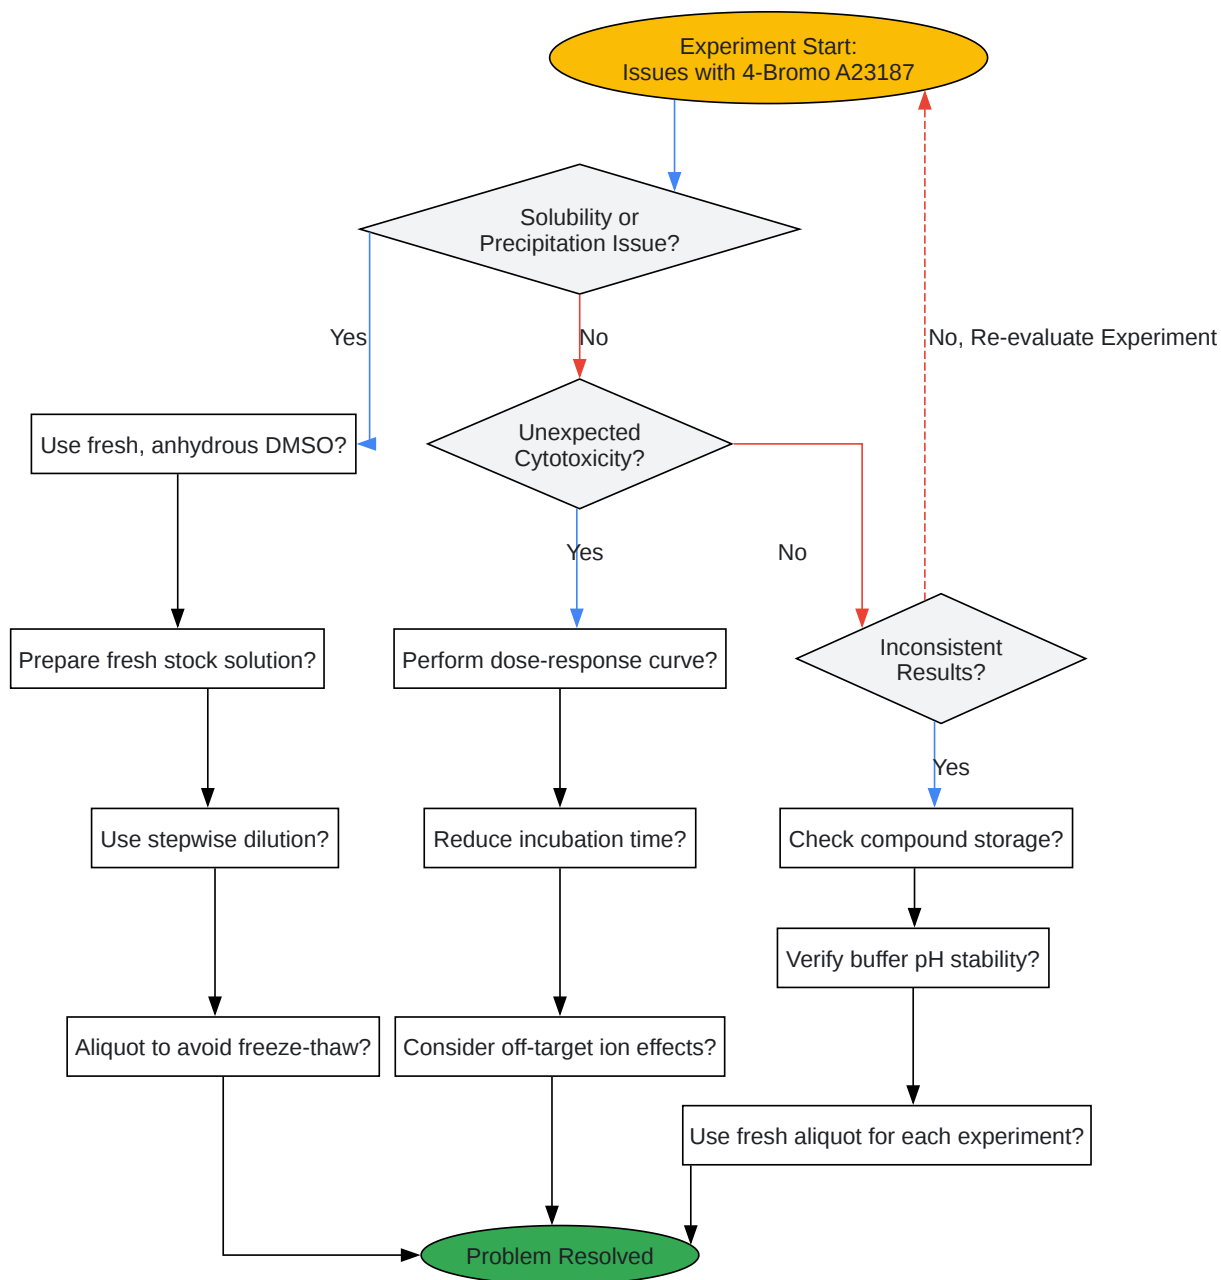 Experiment Start:
Issues with 4-Bromo A23187
Solubility or
Precipitation Issue?
Yes
No
No, Re-evaluate Experiment
Use fresh, anhydrous DMSO?
Unexpected
Cytotoxicity?
Yes
No
Prepare fresh stock solution?
Perform dose-response curve?
Inconsistent
Results?
Yes
Use stepwise dilution?
Reduce incubation time?
Check compound storage?
Verify buffer pH stability?
Aliquot to avoid freeze-thaw?
Consider off-target ion effects?
Use fresh aliquot for each experiment?
Problem Resolved